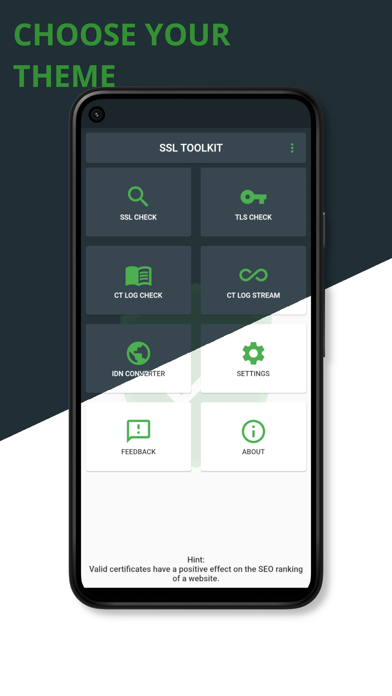 CHOOSE YOUR
THEME
SSL TOOLKIT
SSL CHECK
TLS CHECK
CT LOG CHECK
CT LOG STREAM
IDN CONVERTER
SETTINGS
FEEDBACK
ABOUT
Hint:
Valid certificates have a positive effect on the SEO ranking
of a website.